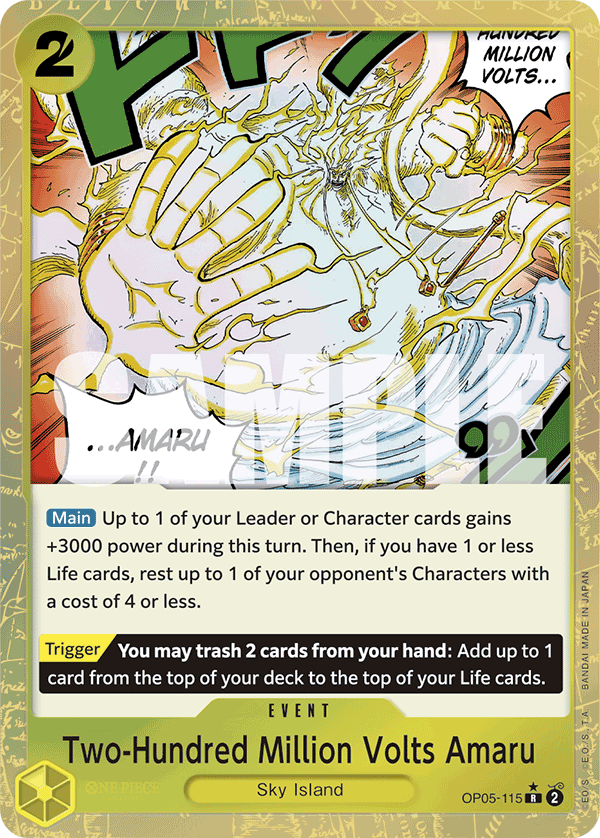 2
HUNDRED
MILLION
VOLTS...
SAMPLE
...AMARU
!!
Main Up to 1 of your Leader or Character cards gains
+3000 power during this turn. Then, if you have 1 or less
Life cards, rest up to 1 of your opponent's Characters with
a cost of 4 or less.
Trigger You may trash 2 cards from your hand: Add up to 1
card from the top of your deck to the top of your Life cards.
EVENT
Two-Hundred Million Volts Amaru
ONE PIECE
Sky Island
OP05-115 R 2
BANDAI MADE IN JAPAN